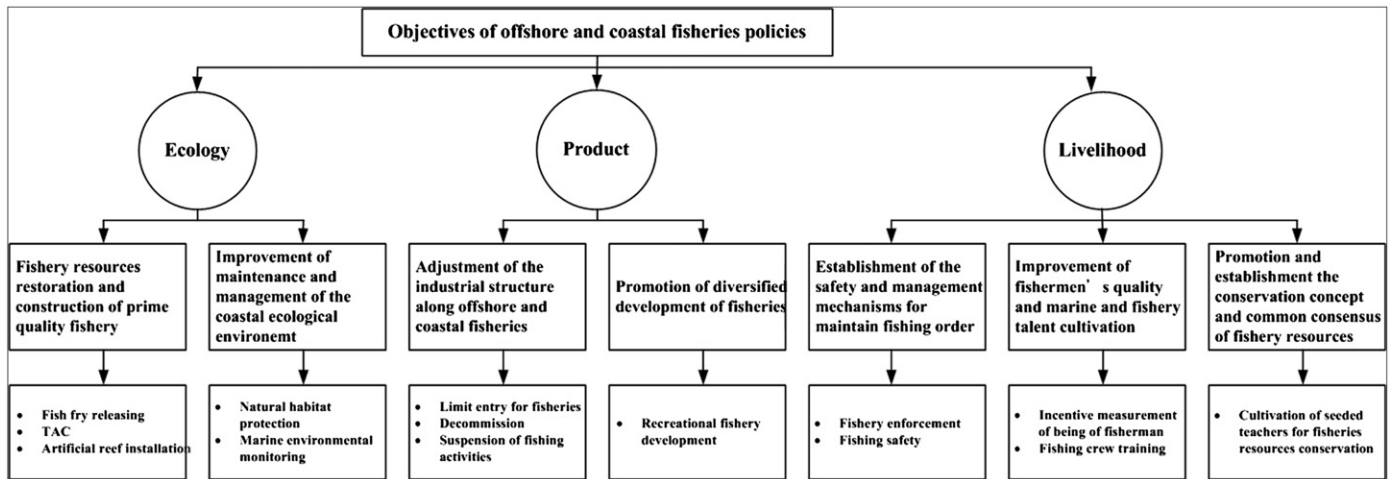 Objectives of offshore and coastal fisheries policies
Ecology
Product
Livelihood
Fishery resources
restoration and
construction of prime
quality fishery
Improvement of
maintenance and
management of the
coastal ecological
environemt
Adjustment of the
industrial structure
along offshore and
coastal fisheries
Promotion of diversified
development of fisheries
Establishment of the
safety and management
mechanisms for
maintain fishing order
Improvement of
fishermen’s quality
and marine and fishery
talent cultivation
Promotion and
establishment the
conservation concept
and common consensus
of fishery resources
• Fish fry releasing
• TAC
• Artificial reef installation
• Natural habitat
protection
• Marine environmental
monitoring
• Limit entry for fisheries
• Decommission
• Suspension of fishing
activities
• Recreational fishery
development
• Fishery enforcement
• Fishing safety
• Incentive measurement
of being of fisherman
• Fishing crew training
• Cultivation of seeded
teachers for fisheries
resources conservation